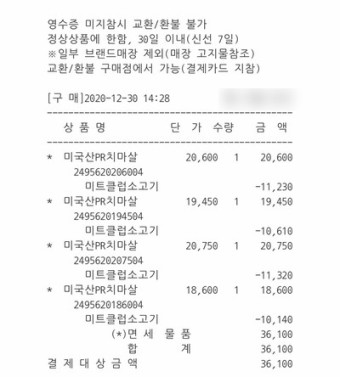 영수증 미지참시 교환/환불 불가
정상상품에 한함, 30일 이내(신선 7일)
※일부 브랜드매장 제외(매장 고지물참조)
교환/환불 구매점에서 가능(결제카드 지참)
[구 매]2020-12-30 14:28
상 품 명 단 가 수량 금 액
* 미국산PR치마살 20,600 1 20,600
2495620206004
미트클럽소고기 -11,230
* 미국산PR치마살 19,450 1 19,450
2495620194504
미트클럽소고기 -10,610
* 미국산PR치마살 20,750 1 20,750
2495620207504
미트클럽소고기 -11,320
* 미국산PR치마살 18,600 1 18,600
2495620186004
미트클럽소고기 -10,140
(*)면 세 물 품 36,100
합 계 36,100
결 제 대 상 금 액 36,100